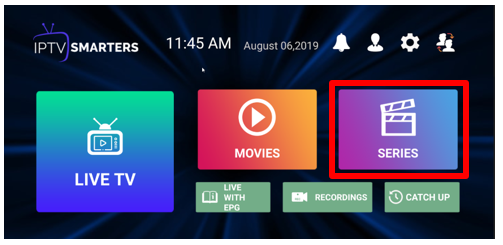 IPTV SMARTERS
11:45 AM
August 06,2019
LIVE TV
MOVIES
SERIES
LIVE
WITH
EPG
RECORDINGS
CATCH UP